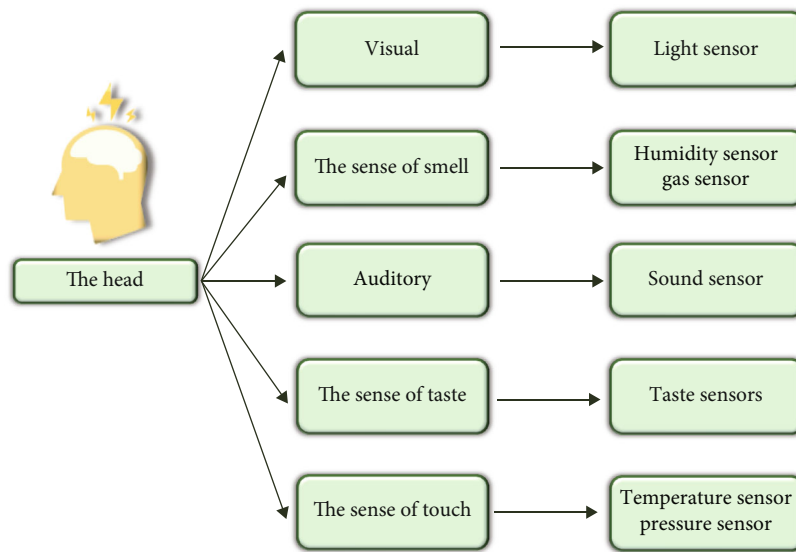 Visual
Light sensor
The sense of smell
Humidity sensor
gas sensor
The head
Auditory
Sound sensor
The sense of taste
Taste sensors
The sense of touch
Temperature sensor
pressure sensor